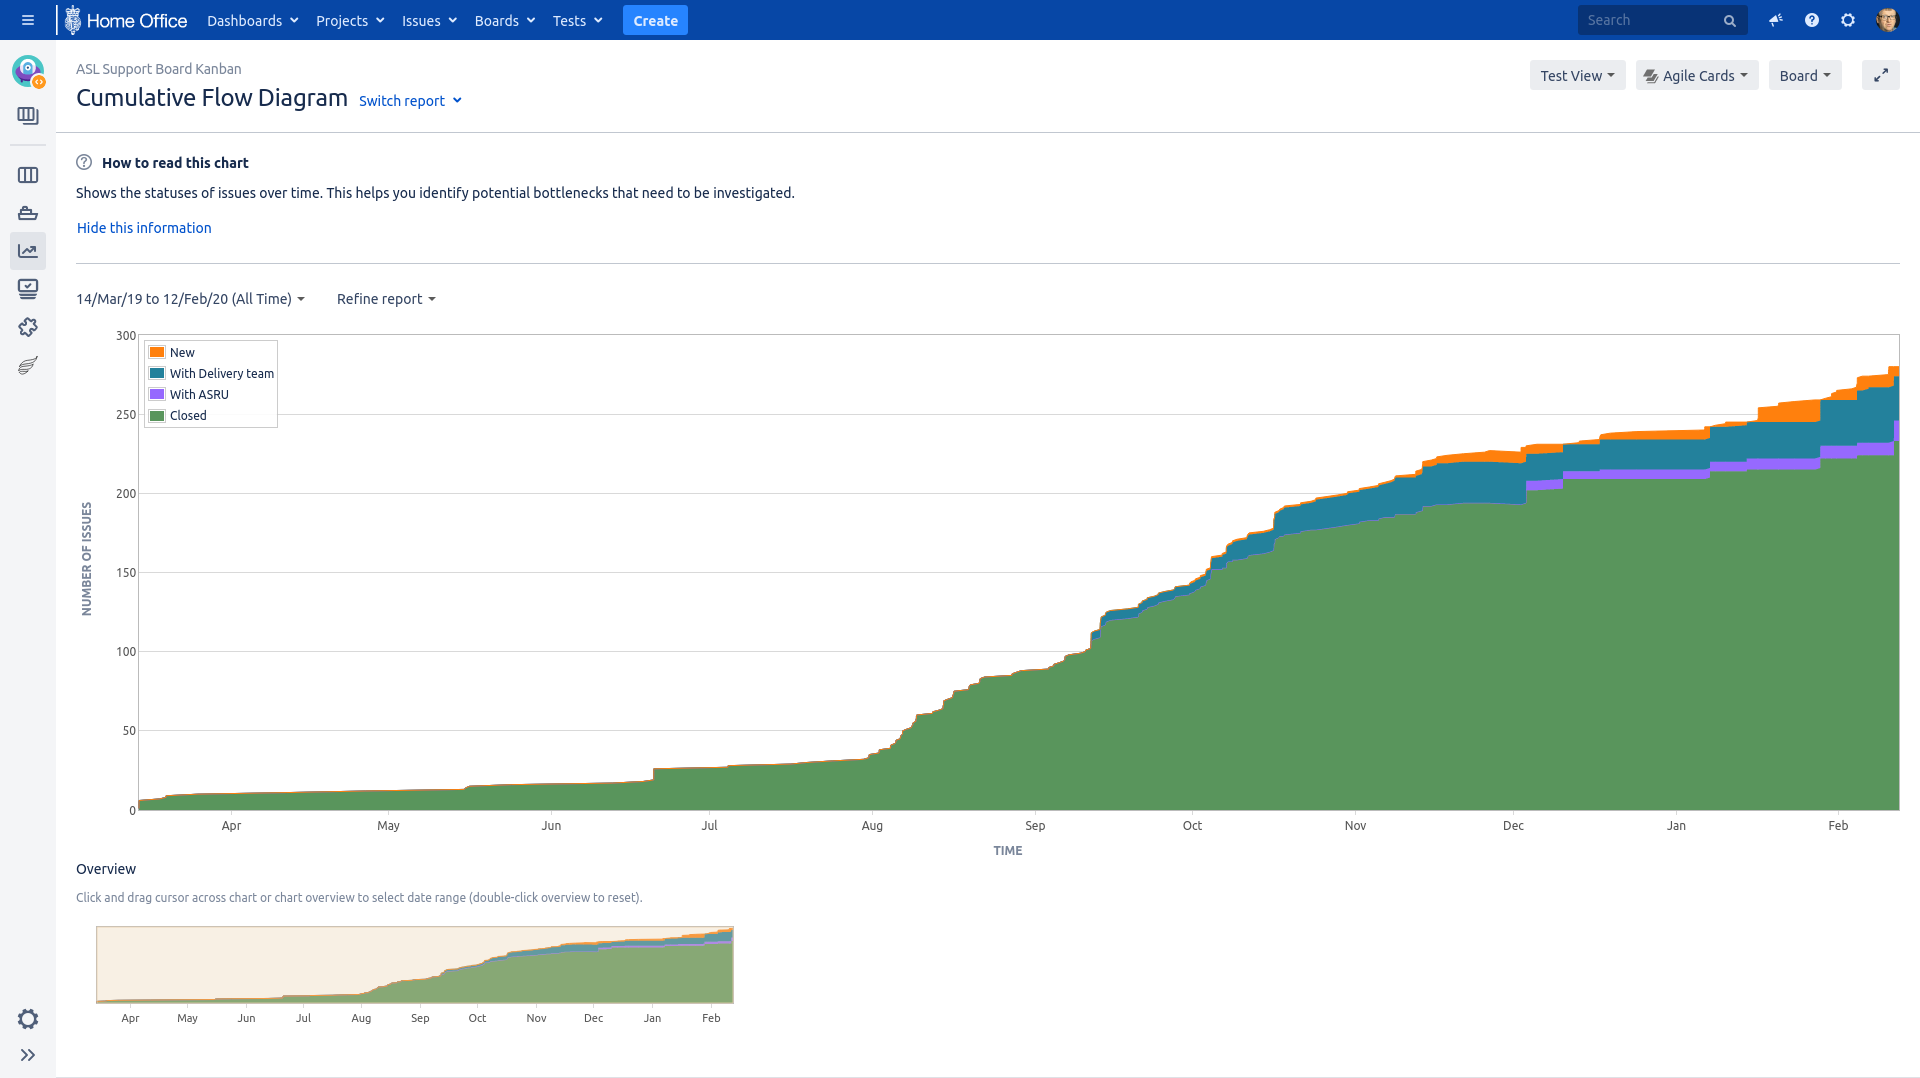 Home Office Dashboards Projects Issues Boards Tests Create Search
ASL Support Board Kanban
Cumulative Flow Diagram Switch report
Test View Agile Cards Board
How to read this chart
Shows the statuses of issues over time. This helps you identify potential bottlenecks that need to be investigated.
Hide this information
14/Mar/19 to 12/Feb/20 (All Time) Refine report
300
250
200
150
100
50
0
New
With Delivery team
With ASRU
Closed
NUMBER OF ISSUES
Apr May Jun Jul Aug Sep Oct Nov Dec Jan Feb
TIME
Overview
Click and drag cursor across chart or chart overview to select date range (double-click overview to reset).
Apr May Jun Jul Aug Sep Oct Nov Dec Jan Feb